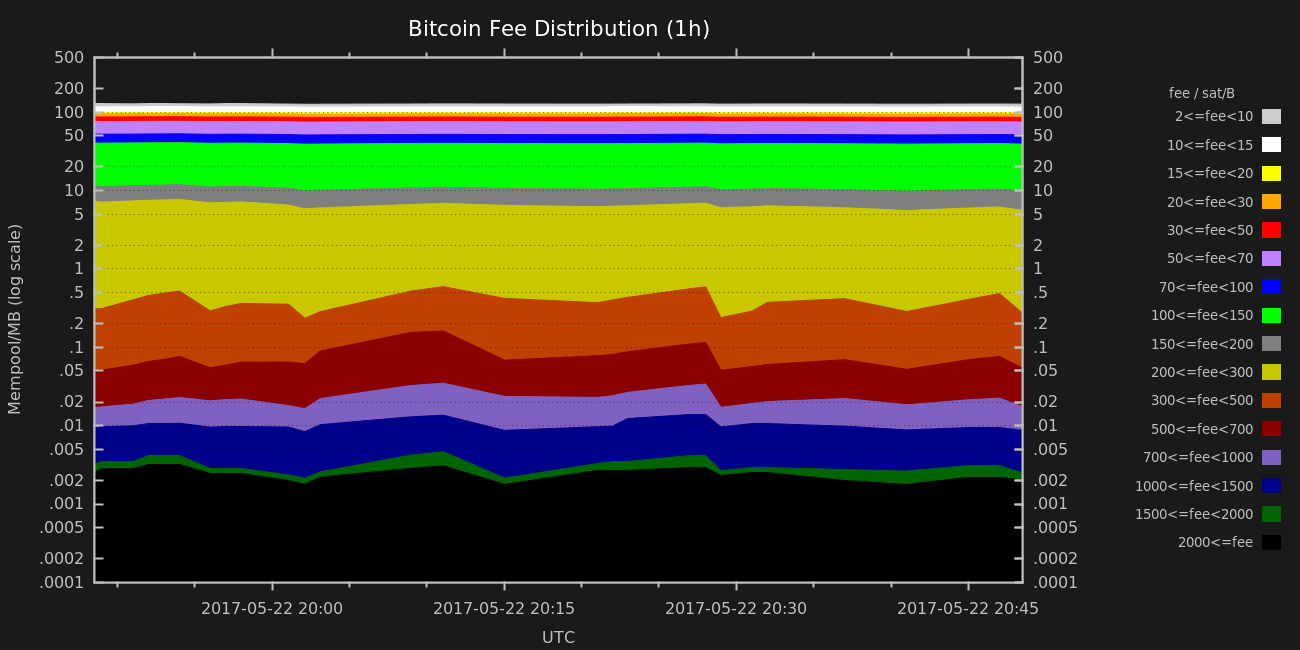 Bitcoin Fee Distribution (1h)
Mempool/MB (log scale)
500
200
100
50
20
10
5
2
1
.5
.2
.1
.05
.02
.01
.005
.002
.001
.0005
.0002
.0001
500
200
100
50
20
10
5
2
1
.5
.2
.1
.05
.02
.01
.005
.002
.001
.0005
.0002
.0001
2017-05-22 20:00 2017-05-22 20:15 2017-05-22 20:30 2017-05-22 20:45
UTC
fee / sat/B
2<=fee<10
10<=fee<15
15<=fee<20
20<=fee<30
30<=fee<50
50<=fee<70
70<=fee<100
100<=fee<150
150<=fee<200
200<=fee<300
300<=fee<500
500<=fee<700
700<=fee<1000
1000<=fee<1500
1500<=fee<2000
2000<=fee